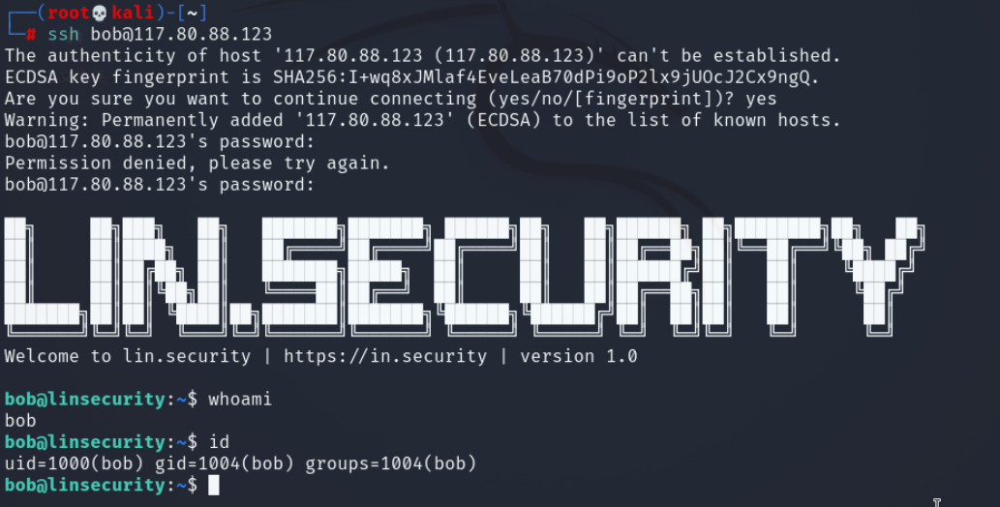 ┌──(root💀kali)-[~]
└─# ssh bob@117.80.88.123
The authenticity of host '117.80.88.123 (117.80.88.123)' can't be established.
ECDSA key fingerprint is SHA256:I+wq8xJMlaf4EveLeaB70dPi9oP2lx9jUOcJ2Cx9ngQ.
Are you sure you want to continue connecting (yes/no/[fingerprint])? yes
Warning: Permanently added '117.80.88.123' (ECDSA) to the list of known hosts.
bob@117.80.88.123's password:
Permission denied, please try again.
bob@117.80.88.123's password:
LIN.SECURITY
Welcome to lin.security | https://in.security | version 1.0
bob@linsecurity:~$ whoami
bob
bob@linsecurity:~$ id
uid=1000(bob) gid=1004(bob) groups=1004(bob)
bob@linsecurity:~$